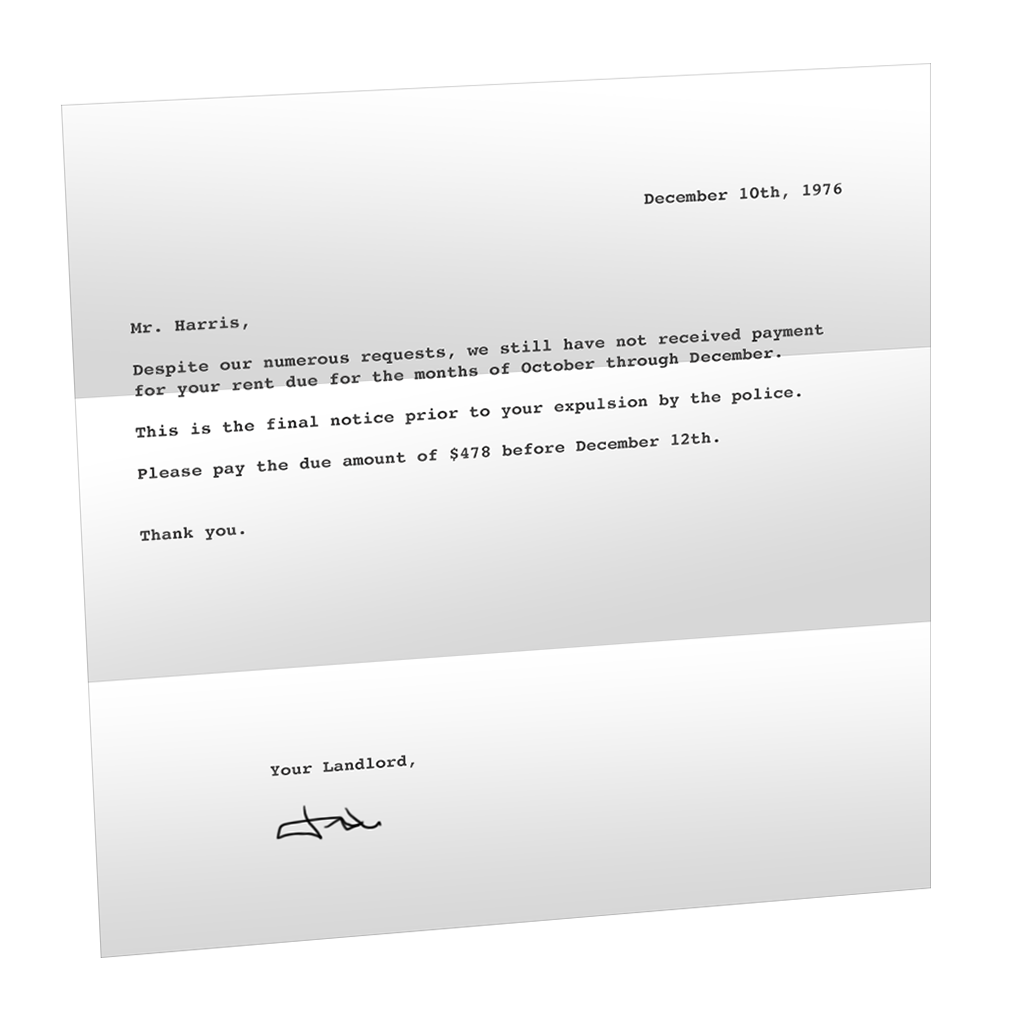 December 10th, 1976
Mr. Harris,
Despite our numerous requests, we still have not received payment
for your rent due for the months of October through December.
This is the final notice prior to your expulsion by the police.
Please pay the due amount of $478 before December 12th.
Thank you.
Your Landlord,